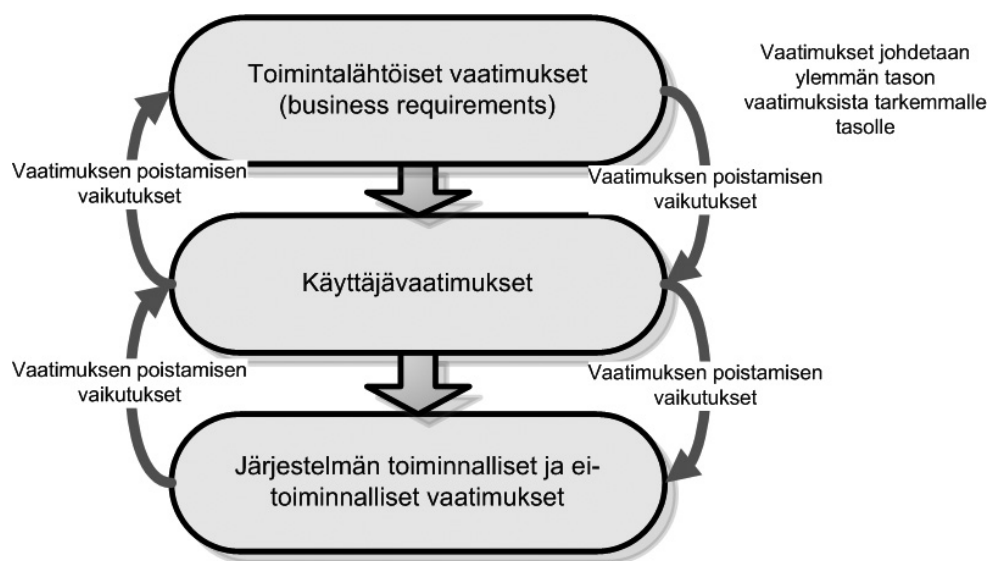 Toimintalähtöiset vaatimukset
(business requirements)
Vaatimukset johdetaan
ylemmän tason
vaatimuksista tarkemmalle
tasolle
Vaatimuksen poistamisen
vaikutukset
Vaatimuksen poistamisen
vaikutukset
Käyttäjävaatimukset
Vaatimuksen poistamisen
vaikutukset
Vaatimuksen poistamisen
vaikutukset
Järjestelmän toiminnalliset ja ei-
toiminnalliset vaatimukset